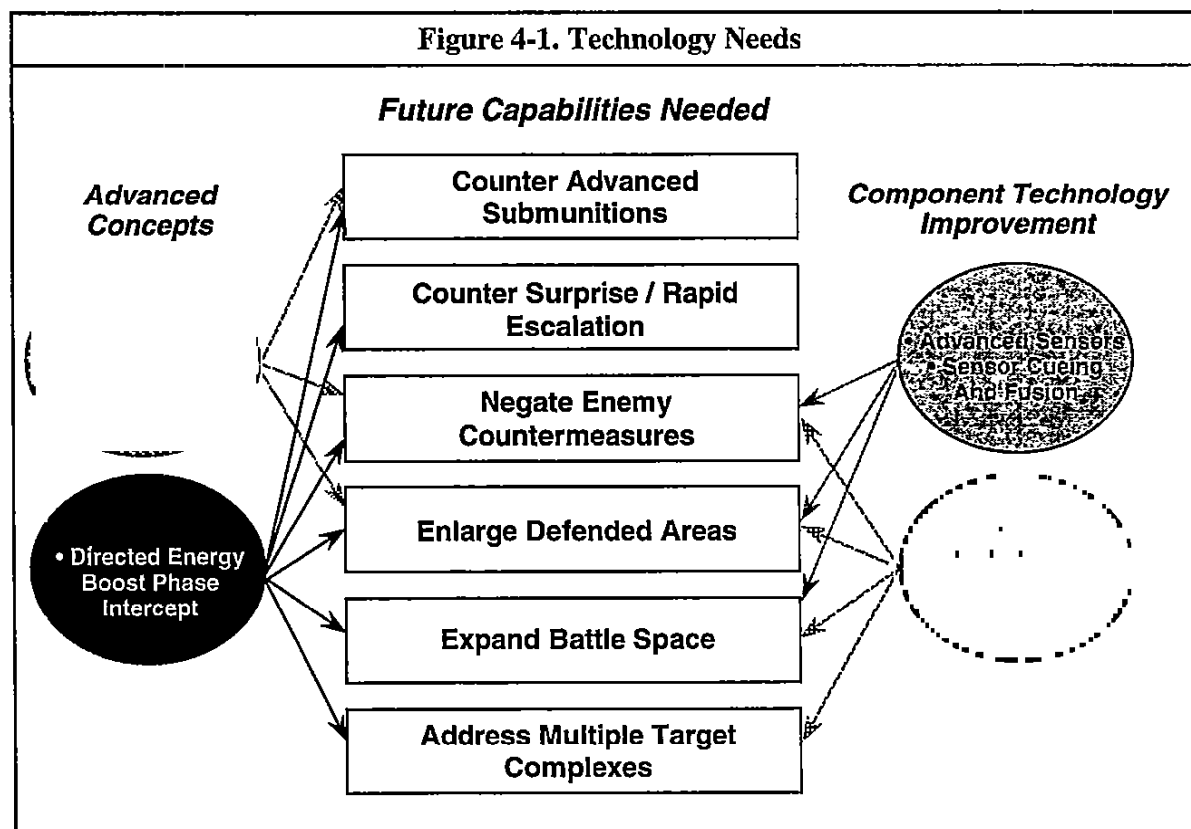 Figure 4-1. Technology Needs
Future Capabilities Needed
Advanced
Concepts
Component Technology
Improvement
Counter Advanced
Submunitions
Counter Surprise / Rapid
Escalation
Negate Enemy
Countermeasures
Enlarge Defended Areas
Expand Battle Space
Address Multiple Target
Complexes
• Directed Energy
Boost Phase
Intercept
• Advanced Sensors
• Sensor Cueing
And Fusion